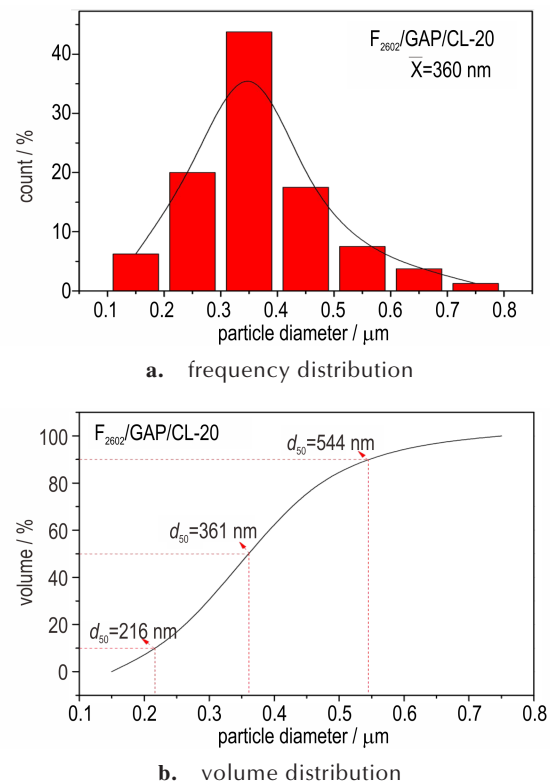 F2602/GAP/CL-20
X̅=360 nm
40
30
20
10
0
count / %
0.1 0.2 0.3 0.4 0.5 0.6 0.7 0.8
particle diameter / μm
a. frequency distribution
F2602/GAP/CL-20
d50=544 nm
d50=361 nm
d50=216 nm
100
80
60
40
20
0
volume / %
0.1 0.2 0.3 0.4 0.5 0.6 0.7 0.8
particle diameter / μm
b. volume distribution